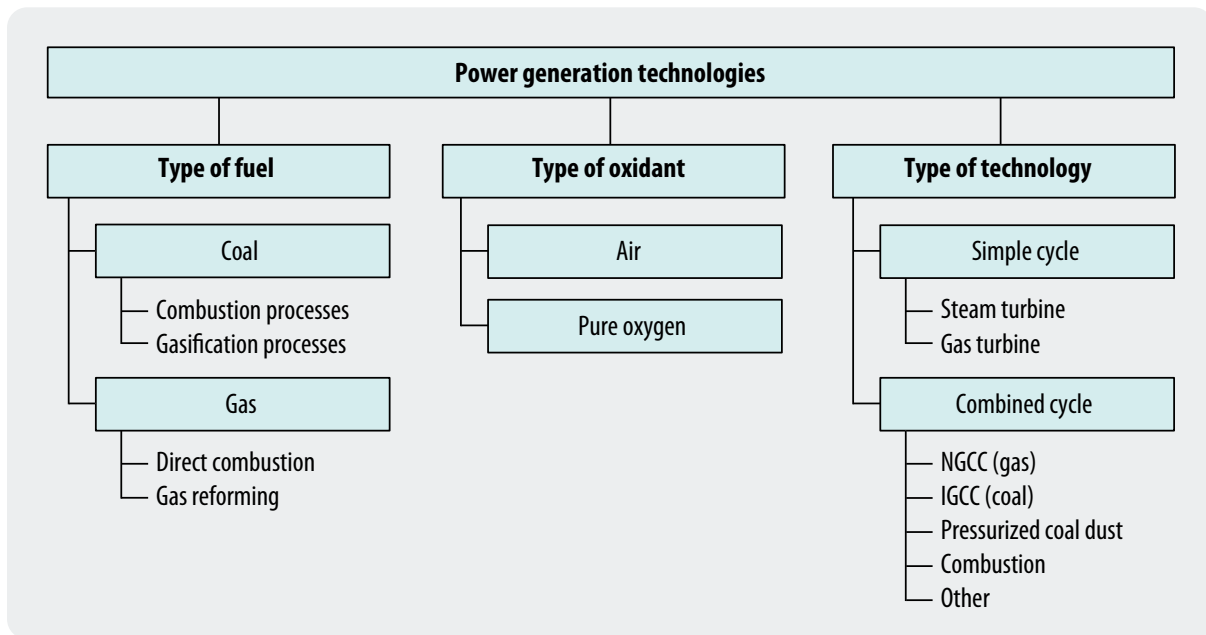 Power generation technologies
Type of fuel
Coal
Combustion processes
Gasification processes
Gas
Direct combustion
Gas reforming
Type of oxidant
Air
Pure oxygen
Type of technology
Simple cycle
Steam turbine
Gas turbine
Combined cycle
NGCC (gas)
IGCC (coal)
Pressurized coal dust
Combustion
Other